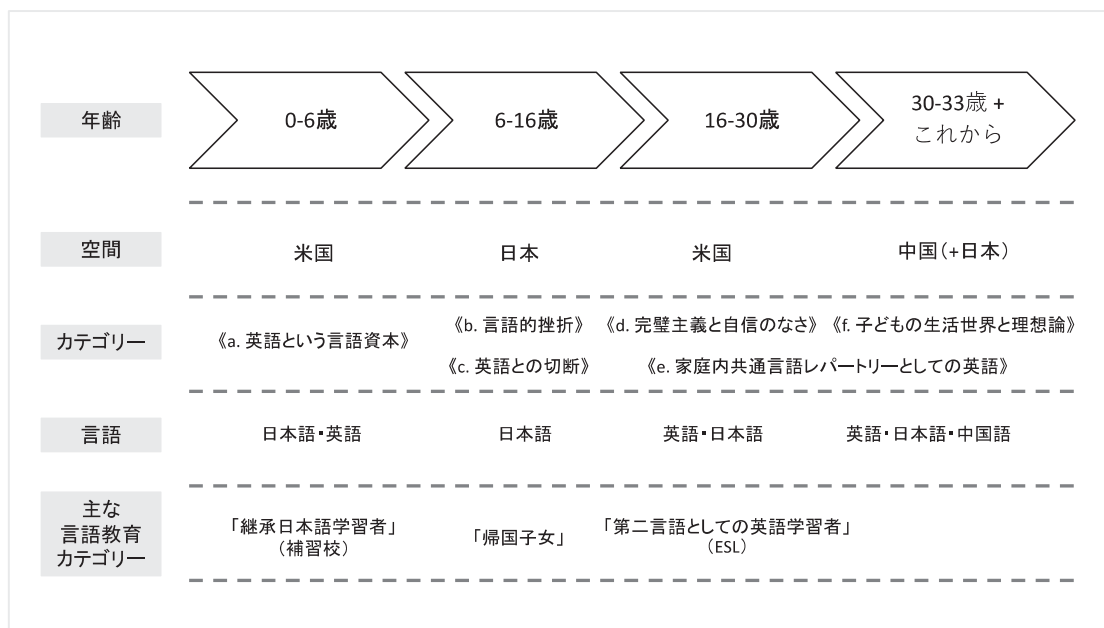 年齢
0-6歳
6-16歳
16-30歳
30-33歳 +
これから
空間
米国
日本
米国
中国(+日本)
カテゴリー
《a. 英語という言語資本》
《b. 言語的挫折》
《c. 英語との切断》
《d. 完璧主義と自信のなさ》
《f. 子どもの生活世界と理想論》
《e. 家庭内共通言語レパートリーとしての英語》
言語
日本語・英語
日本語
英語・日本語
英語・日本語・中国語
主な
言語教育
カテゴリー
「継承日本語学習者」
(補習校)
「帰国子女」
「第二言語としての英語学習者」
(ESL)